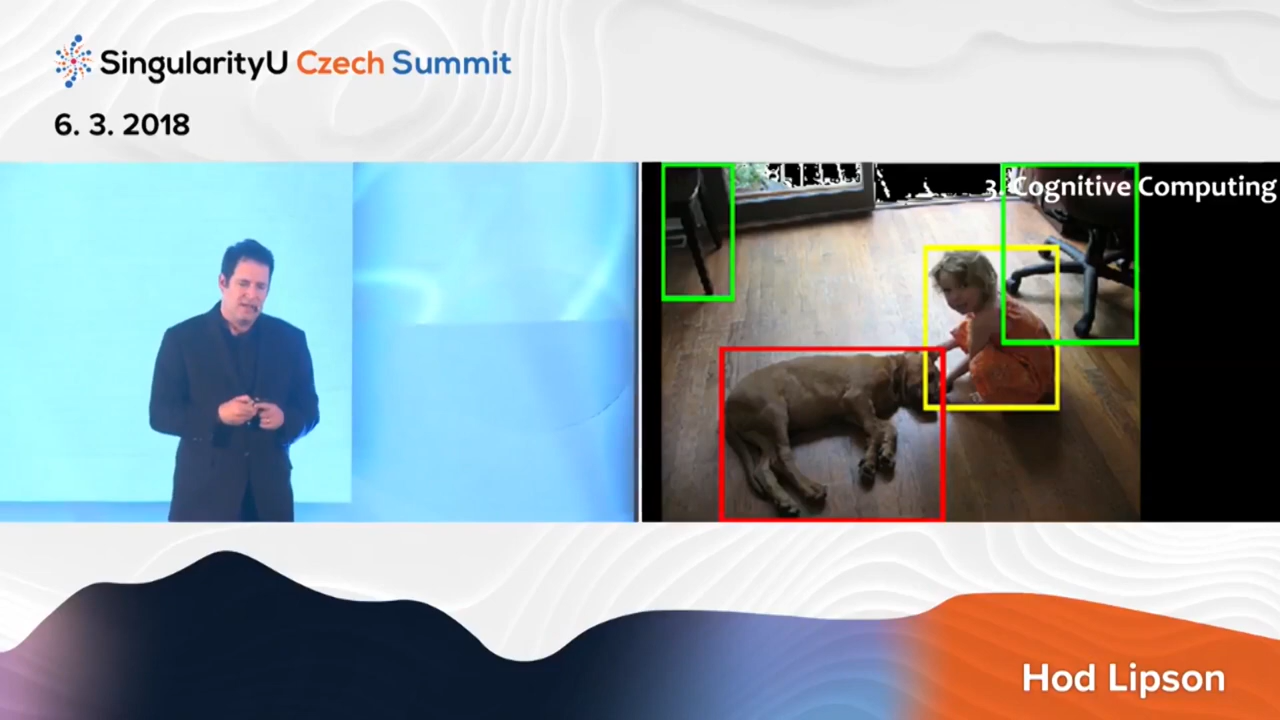 SingularityU Czech Summit
6. 3. 2018
3. Cognitive Computing
Hod Lipson